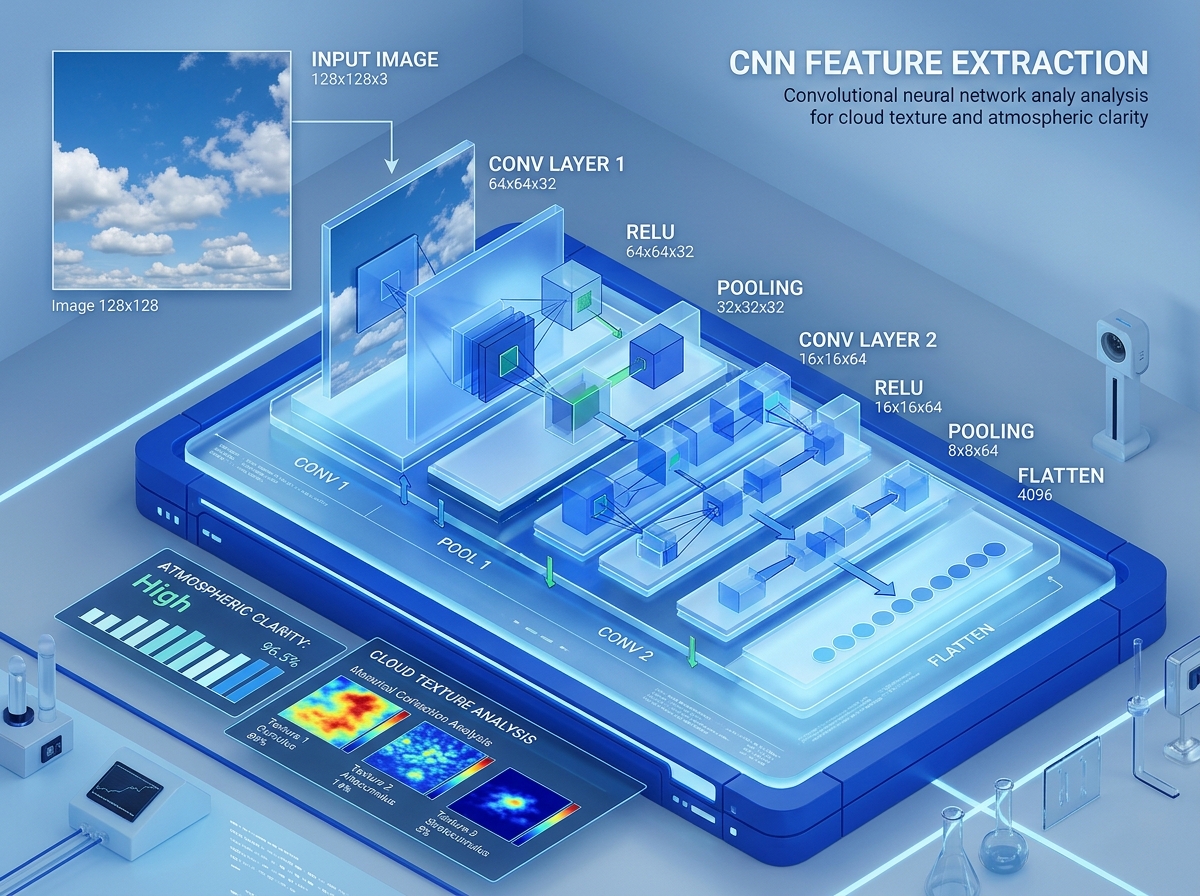 INPUT IMAGE
128x128x3
Image 128x128
CNN FEATURE EXTRACTION
Convolutional neural network analy analysis
for cloud texture and atmospheric clarity
CONV LAYER 1
64x64x32
RELU
64x64x32
POOLING
32x32x32
CONV LAYER 2
16x16x64
RELU
16x16x64
POOLING
8x8x64
FLATTEN
4096
CONV 1
POOL 1
CONV 2
FLATTEN
ATMOSPHERIC CLARITY:
High
96.5%
CLOUD TEXTURE ANALYSIS
Analysis
Texture 1
98%
Texture 2